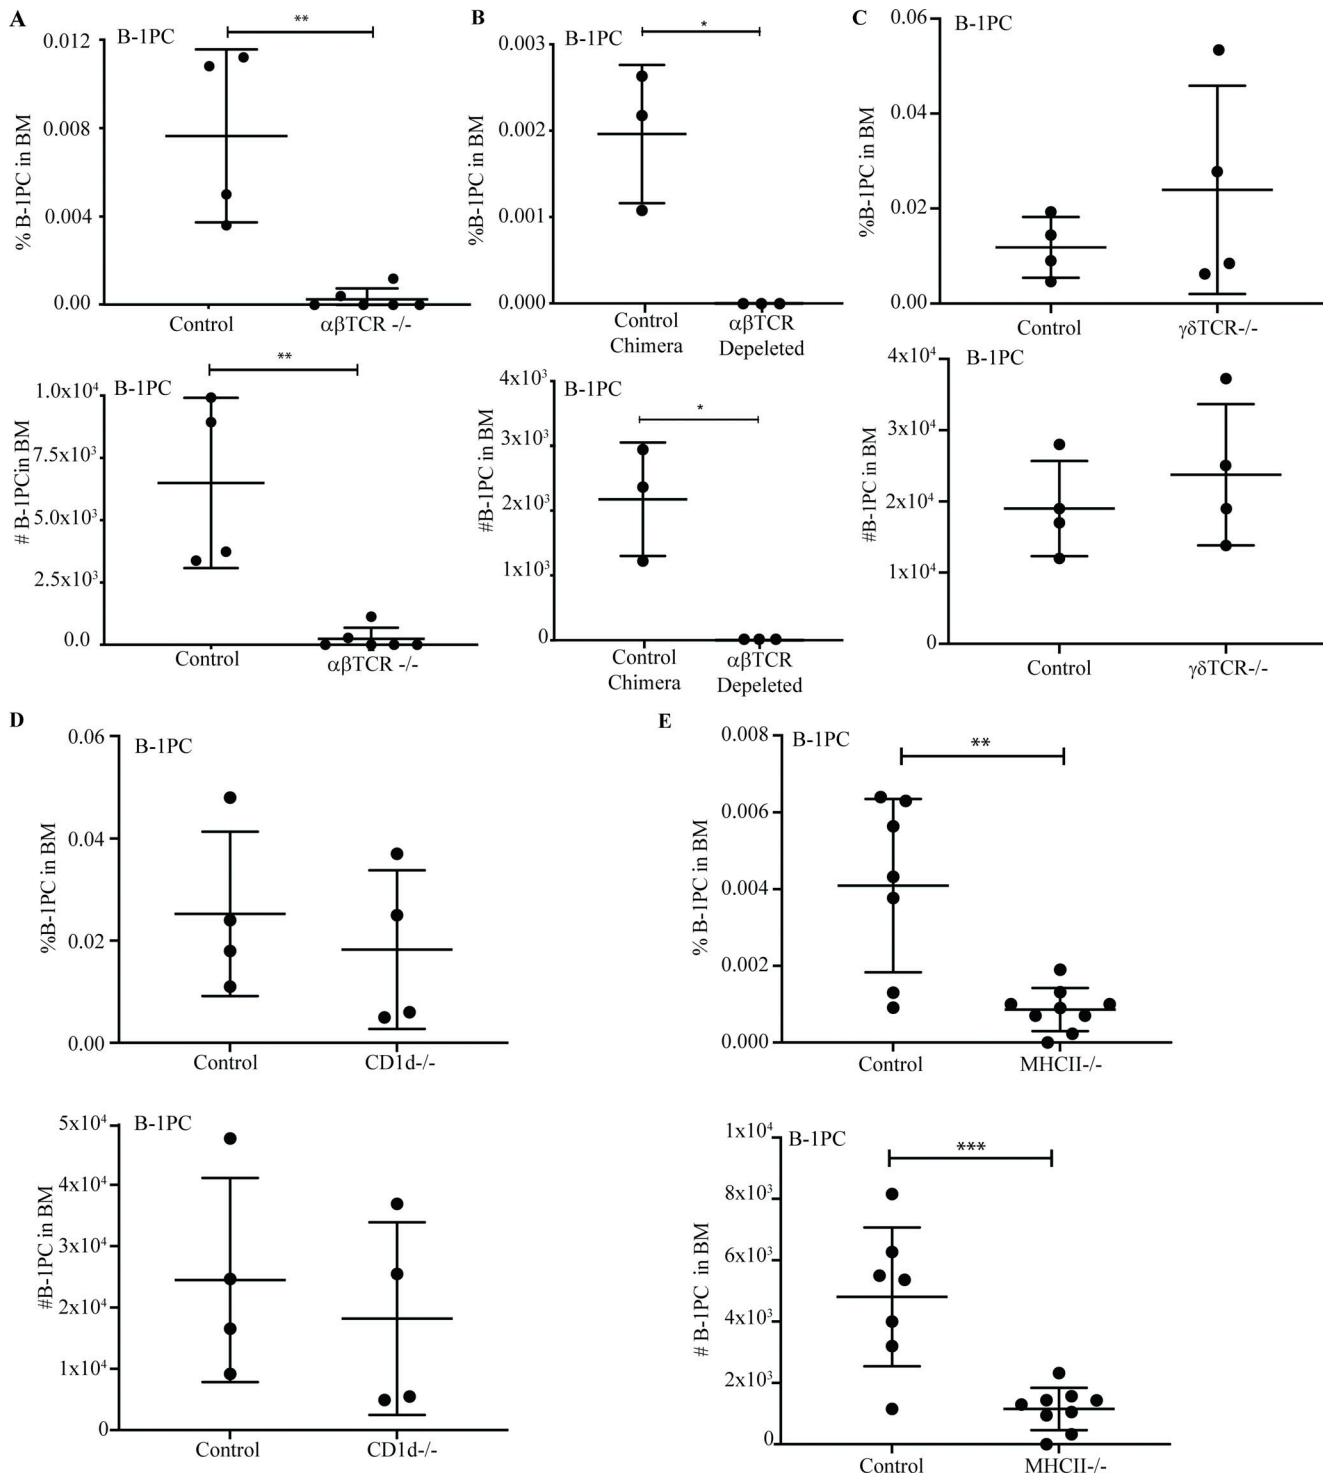 A
**
B-1PC
0.012
0.008
0.004
0.00
% B-1PC in BM
Control
αβTCR -/-
**
B-1PC
1.0x10⁴
7.5x10³
5.0x10³
2.5x10³
0.0
# B-1PCin BM
Control
αβTCR -/-
B
*
B-1PC
0.003
0.002
0.001
0.000
%B-1PC in BM
Control
Chimera
αβTCR
Depeleted
B-1PC
*
4x10³
3x10³
2x10³
1x10³
0
#B-1PC in BM
Control
Chimera
αβTCR
Depeleted
C
B-1PC
0.06
0.04
0.02
0.00
%B-1PC in BM
Control
γδTCR-/-
B-1PC
4x10⁴
3x10⁴
2x10⁴
1x10⁴
0
#B-1PC in BM
Control
γδTCR-/-
D
B-1PC
0.06
0.04
0.02
0.00
%B-1PC in BM
Control
CD1d-/-
B-1PC
5x10⁴
4x10⁴
3x10⁴
2x10⁴
1x10⁴
0
#B-1PC in BM
Control
CD1d-/-
E
B-1PC
**
0.008
0.006
0.004
0.002
0.000
% B-1PC in BM
Control
MHCII-/-
B-1PC
***
1x10⁴
8x10³
6x10³
4x10³
2x10³
0
# B-1PC in BM
Control
MHCII-/-